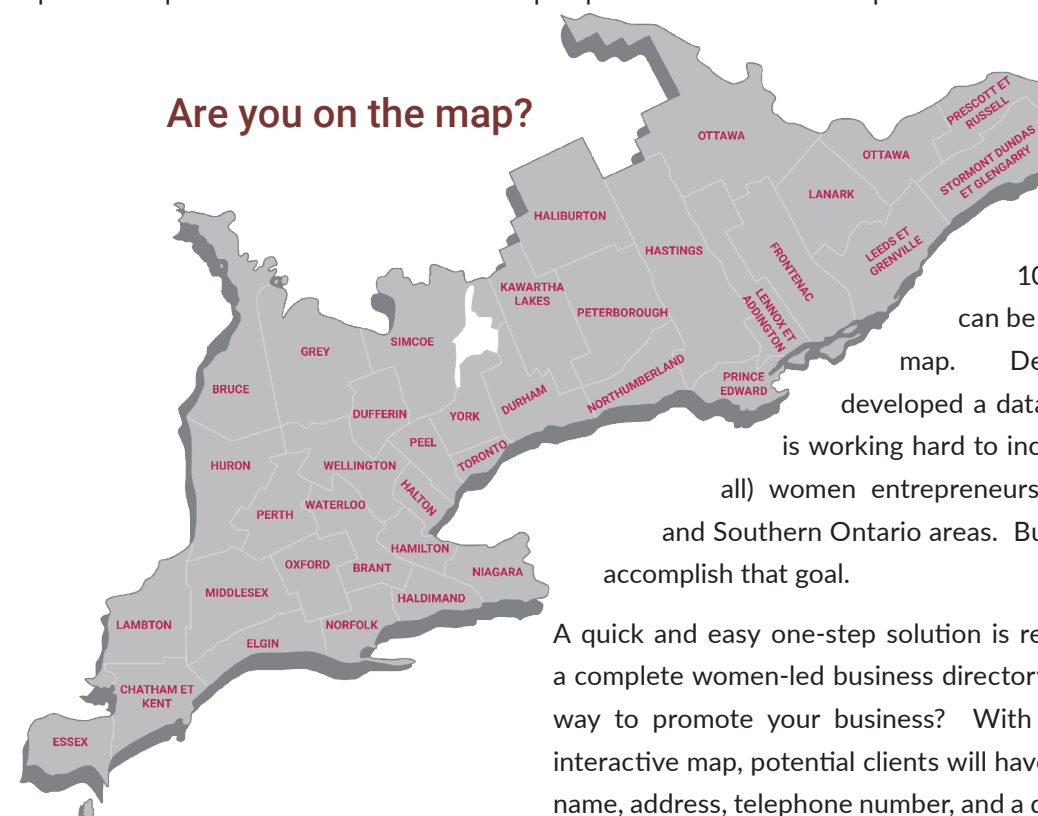 Are you on the map?
OTTAWA
PRESCOTT ET
RUSSELL
OTTAWA
STORMONT DUNDAS
ET GLENGARRY
LANARK
HALIBURTON
HASTINGS
LEEDS ET
GRENVILLE
FRONTENAC
KAWARTHA
LAKES
PETERBOROUGH
LENNOX ET
ADDINGTON
SIMCOE
GREY
BRUCE
PRINCE
EDWARD
NORTHUMBERLAND
DURHAM
DUFFERIN
YORK
PEEL
TORONTO
HURON
WELLINGTON
HALTON
WATERLOO
PERTH
HAMILTON
OXFORD
BRANT
NIAGARA
MIDDLESEX
HALDIMAND
LAMBTON
NORFOLK
ELGIN
CHATHAM ET
KENT
ESSEX
10
can be
map. De
developed a data
is working hard to inc
all) women entrepreneurs
and Southern Ontario areas. Bu
accomplish that goal.
A quick and easy one-step solution is re
a complete women-led business directory
way to promote your business? With
interactive map, potential clients will have
name, address, telephone number, and a d